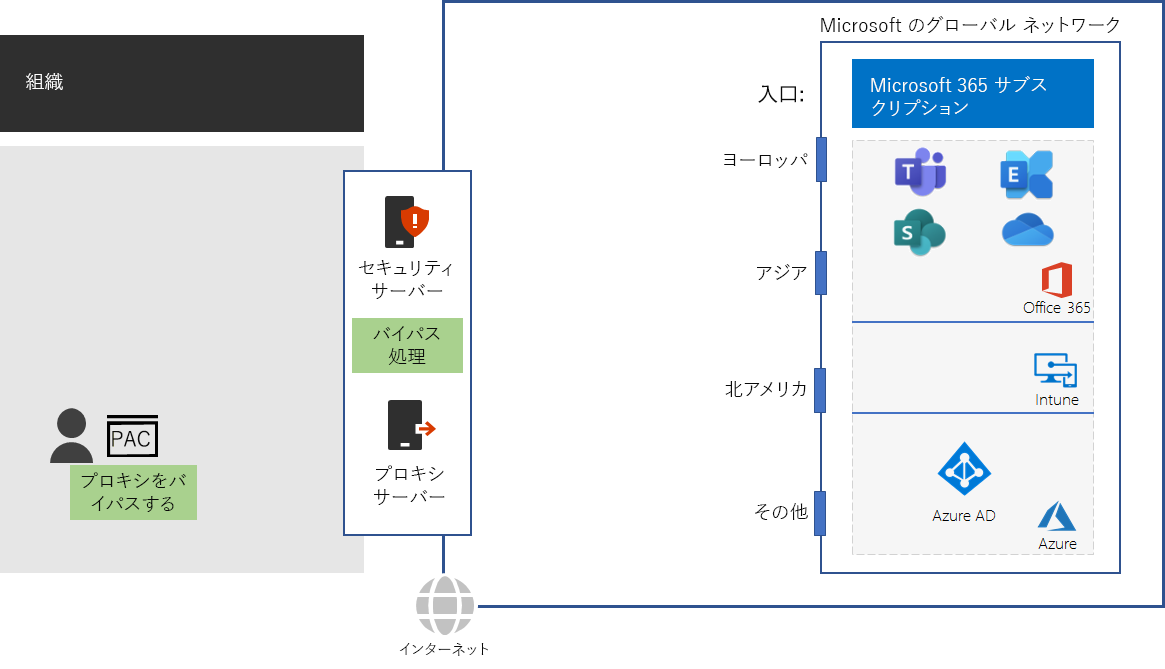 Microsoft のグローバル ネットワーク
組織
Microsoft 365 サブス
クリプション
入口:
ヨーロッパ
T
E
S
セキュリティ
サーバー
アジア
Office 365
バイパス
処理
北アメリカ
Intune
PAC
プロキシをバ
イパスする
プロキシ
サーバー
その他
Azure AD
Azure
インターネット